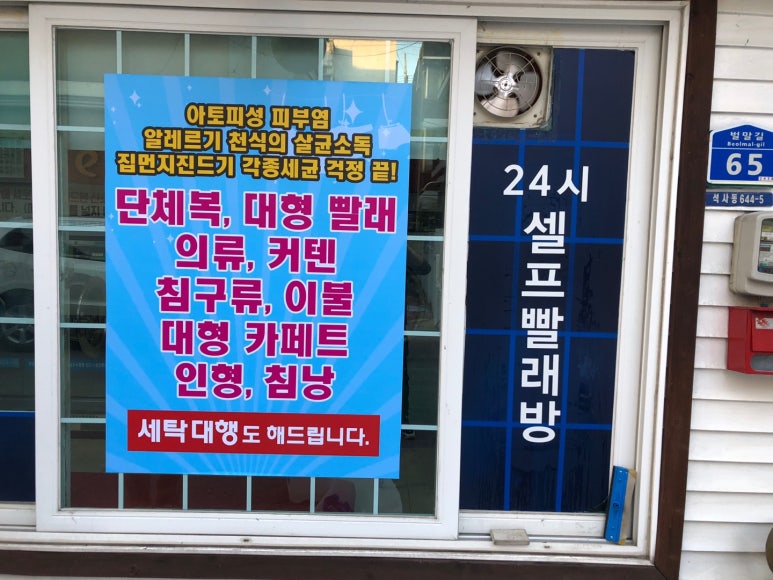 아토피성 피부염
알레르기 천식의 살균소독
집먼지진드기 각종세균 걱정 끝!
단체복, 대형 빨래
의류, 커텐
침구류, 이불
대형 카페트
인형, 침낭
세탁대행도 해드립니다.
24시
셀프빨래방
벌말길
Beolmal-gil
65
석사동 644-5